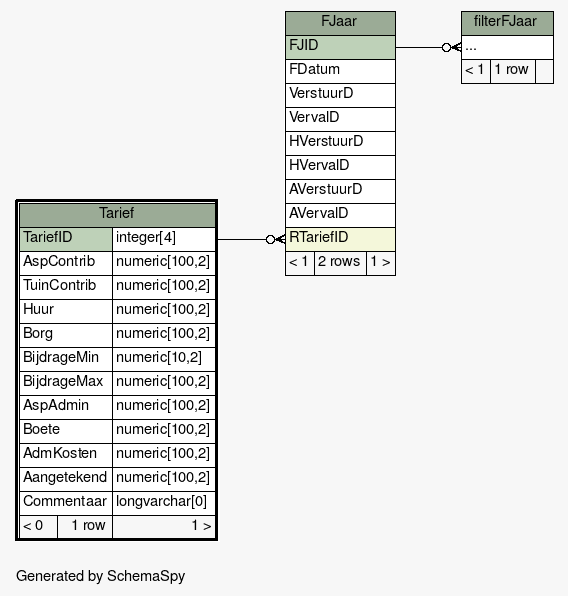 FJaar
FJID
FDatum
VerstuurD
VervalD
HVerstuurD
HVervalD
AVerstuurD
AVervalD
RTariefID
< 1 2 rows 1 >
filterFJaar
...
< 1 1 row
Tarief
TariefID integer[4]
AspContrib numeric[100,2]
TuinContrib numeric[100,2]
Huur numeric[100,2]
Borg numeric[100,2]
BijdrageMin numeric[10,2]
BijdrageMax numeric[100,2]
AspAdmin numeric[100,2]
Boete numeric[100,2]
AdmKosten numeric[100,2]
Aangetekend numeric[100,2]
Commentaar longvarchar[0]
< 0 1 row 1 >
Generated by SchemaSpy